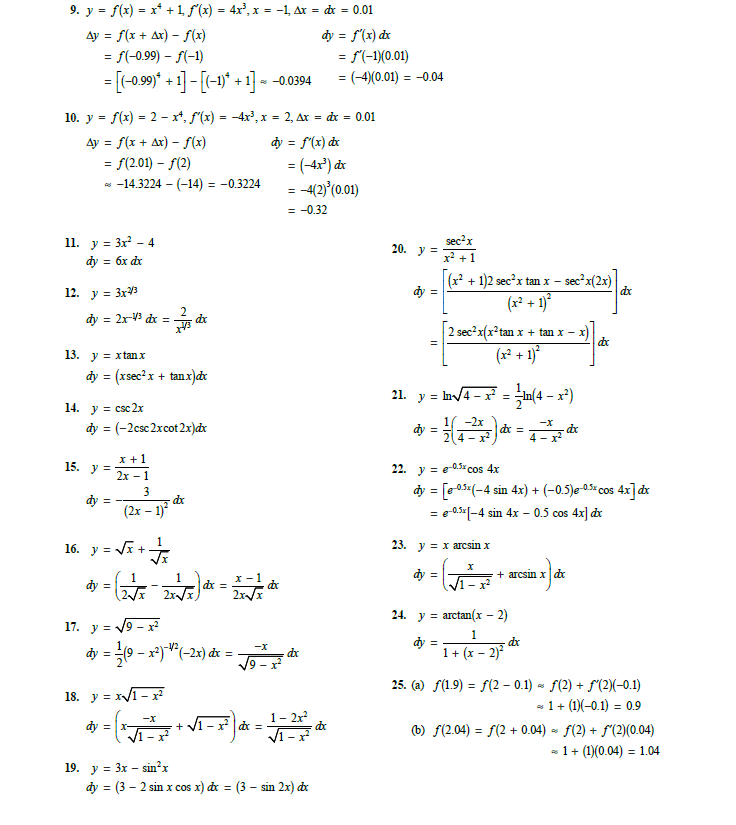 9. y = f(x) = x⁴ + 1, f′(x) = 4x³, x = −1, Δx = dx = 0.01
Δy = f(x + Δx) − f(x)
= f(−0.99) − f(−1)
= [(−0.99)⁴ + 1] − [(−1)⁴ + 1] ≈ −0.0394
dy = f′(x) dx
= f′(−1)(0.01)
= (−4)(0.01) = −0.04
10. y = f(x) = 2 − x⁴, f′(x) = −4x³, x = 2, Δx = dx = 0.01
Δy = f(x + Δx) − f(x)
= f(2.01) − f(2)
≈ −14.3224 − (−14) = −0.3224
dy = f′(x) dx
= (−4x³) dx
= −4(2)³(0.01)
= −0.32
11. y = 3x² − 4
dy = 6x dx
12. y = 3x^(2/3)
dy = 2x^(−1/3) dx = 2/x^(1/3) dx
13. y = x tan x
dy = (x sec² x + tan x) dx
14. y = csc 2x
dy = (−2 csc 2x cot 2x) dx
15. y = (x + 1)/(2x − 1)
dy = −3/(2x − 1)² dx
16. y = √x + 1/√x
dy = (1/(2√x) − 1/(2x√x)) dx = (x − 1)/(2x√x) dx
17. y = √(9 − x²)
dy = 1/2(9 − x²)^(−1/2)(−2x) dx = −x/√(9 − x²) dx
18. y = x√(1 − x²)
dy = (x −x/√(1 − x²) + √(1 − x²)) dx = (1 − 2x²)/√(1 − x²) dx
19. y = 3x − sin² x
dy = (3 − 2 sin x cos x) dx = (3 − sin 2x) dx
20. y = sec² x/(x² + 1)
dy = [((x² + 1)2 sec² x tan x − sec² x(2x))/(x² + 1)²] dx
= [2 sec² x(x² tan x + tan x − x)/(x² + 1)²] dx
21. y = ln√(4 − x²) = 1/2 ln(4 − x²)
dy = 1/2(−2x/(4 − x²)) dx = −x/(4 − x²) dx
22. y = e^(−0.5x) cos 4x
dy = [e^(−0.5x)(−4 sin 4x) + (−0.5)e^(−0.5x) cos 4x] dx
= e^(−0.5x)[−4 sin 4x − 0.5 cos 4x] dx
23. y = x arcsin x
dy = (x/√(1 − x²) + arcsin x) dx
24. y = arctan(x − 2)
dy = 1/(1 + (x − 2)²) dx
25. (a) f(1.9) = f(2 − 0.1) ≈ f(2) + f′(2)(−0.1)
≈ 1 + (1)(−0.1) = 0.9
(b) f(2.04) = f(2 + 0.04) ≈ f(2) + f′(2)(0.04)
≈ 1 + (1)(0.04) = 1.04